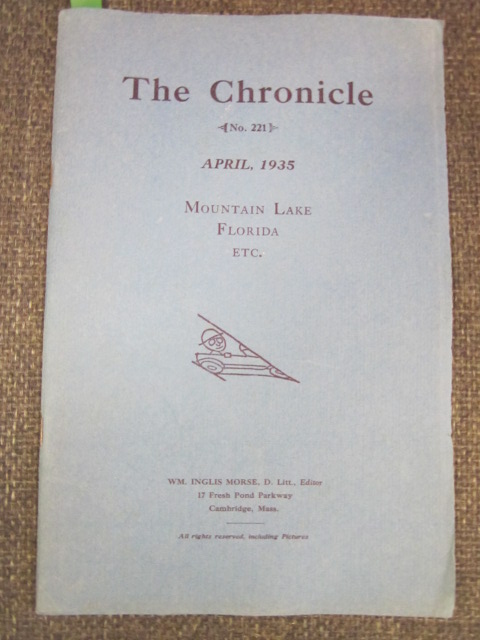 The Chronicle
No. 221
APRIL, 1935
MOUNTAIN LAKE
FLORIDA
ETC.
WM. INGLIS MORSE, D. Litt., Editor
17 Fresh Pond Parkway
Cambridge, Mass.
All rights reserved, including Pictures